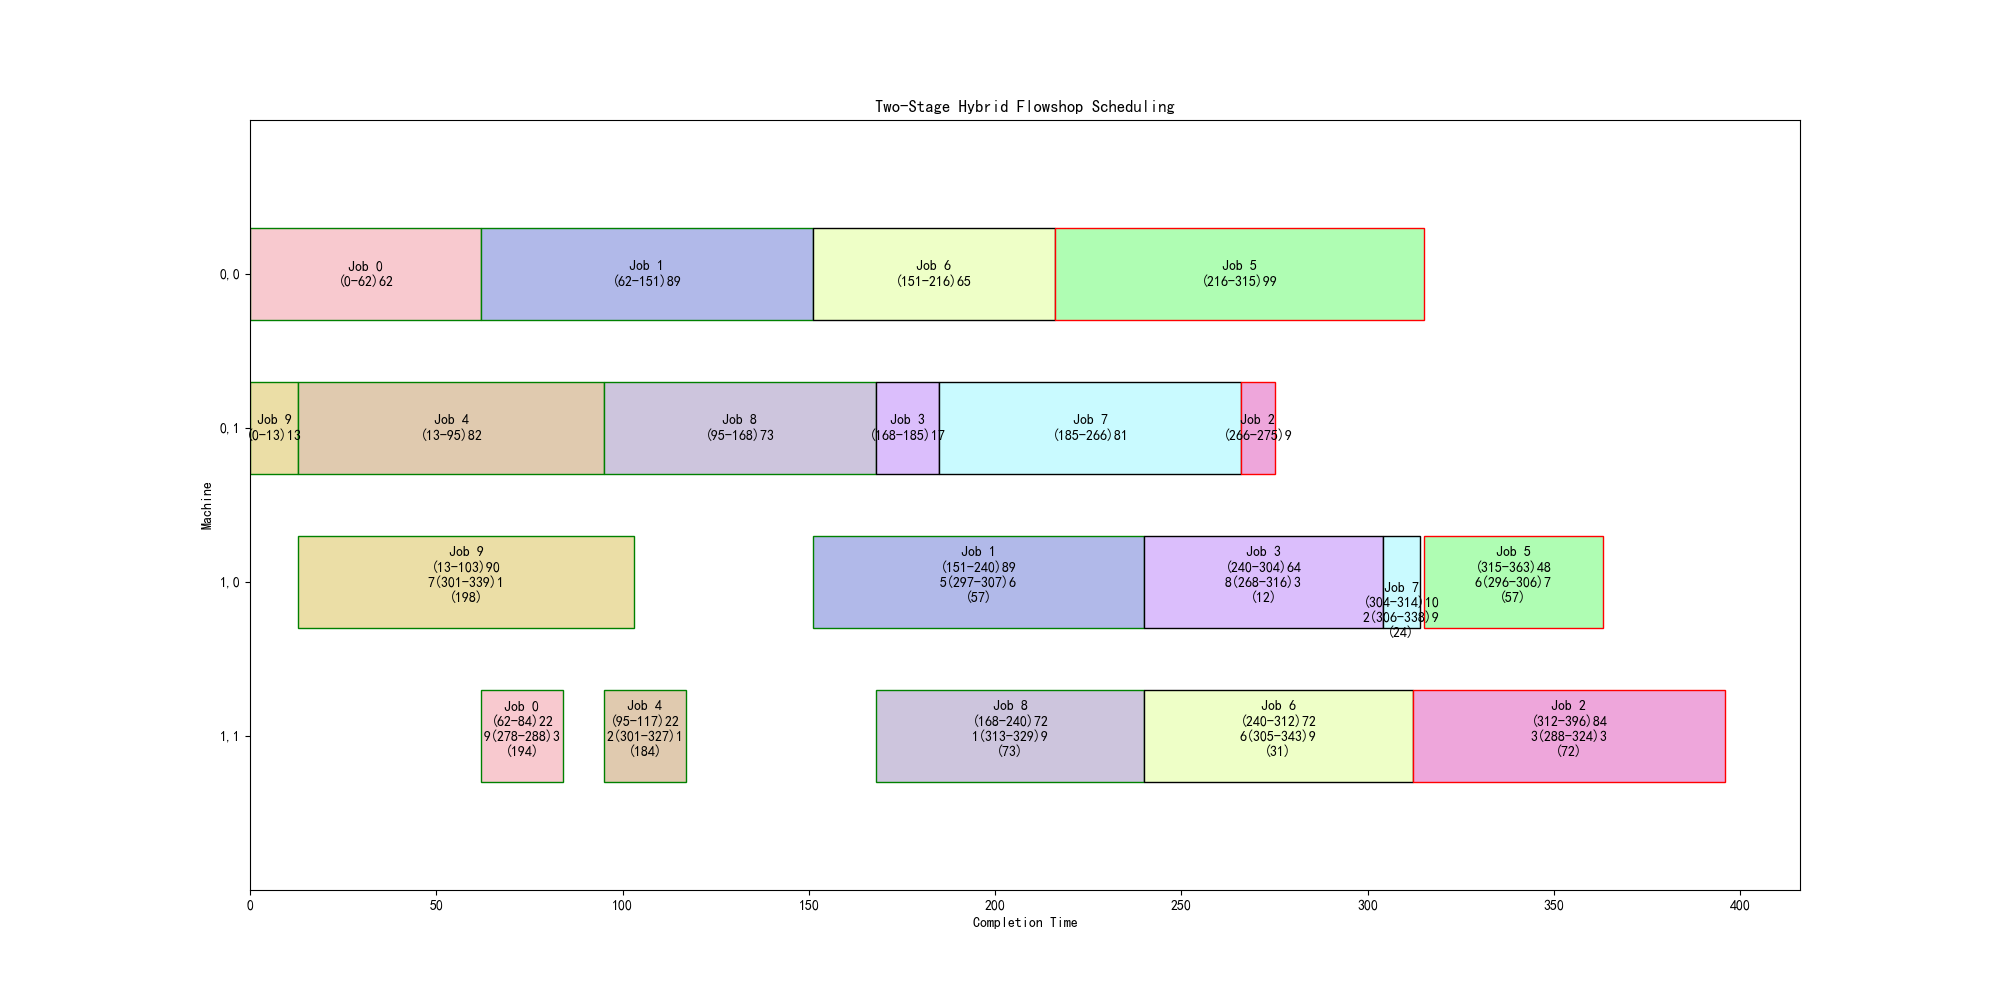 Two-Stage Hybrid Flowshop Scheduling
Machine
0,0
Job 0
(0-62)62
Job 1
(62-151)89
Job 6
(151-216)65
Job 5
(216-315)99
0,1
Job 9
(0-13)13
Job 4
(13-95)82
Job 8
(95-168)73
Job 3
(168-185)17
Job 7
(185-266)81
Job 2
(266-275)9
1,0
Job 9
(13-103)90
7(301-339)1
(198)
Job 1
(151-240)89
5(297-307)6
(57)
Job 3
(240-304)64
8(268-316)3
(12)
Job 7
(304-314)10
2(306-338)9
(24)
Job 5
(315-363)48
6(296-306)7
(57)
1,1
Job 0
(62-84)22
9(278-288)3
(194)
Job 4
(95-117)22
2(301-327)1
(184)
Job 8
(168-240)72
1(313-329)9
(73)
Job 6
(240-312)72
6(305-343)9
(31)
Job 2
(312-396)84
3(288-324)3
(72)
0
50
100
150
200
250
300
350
400
Completion Time